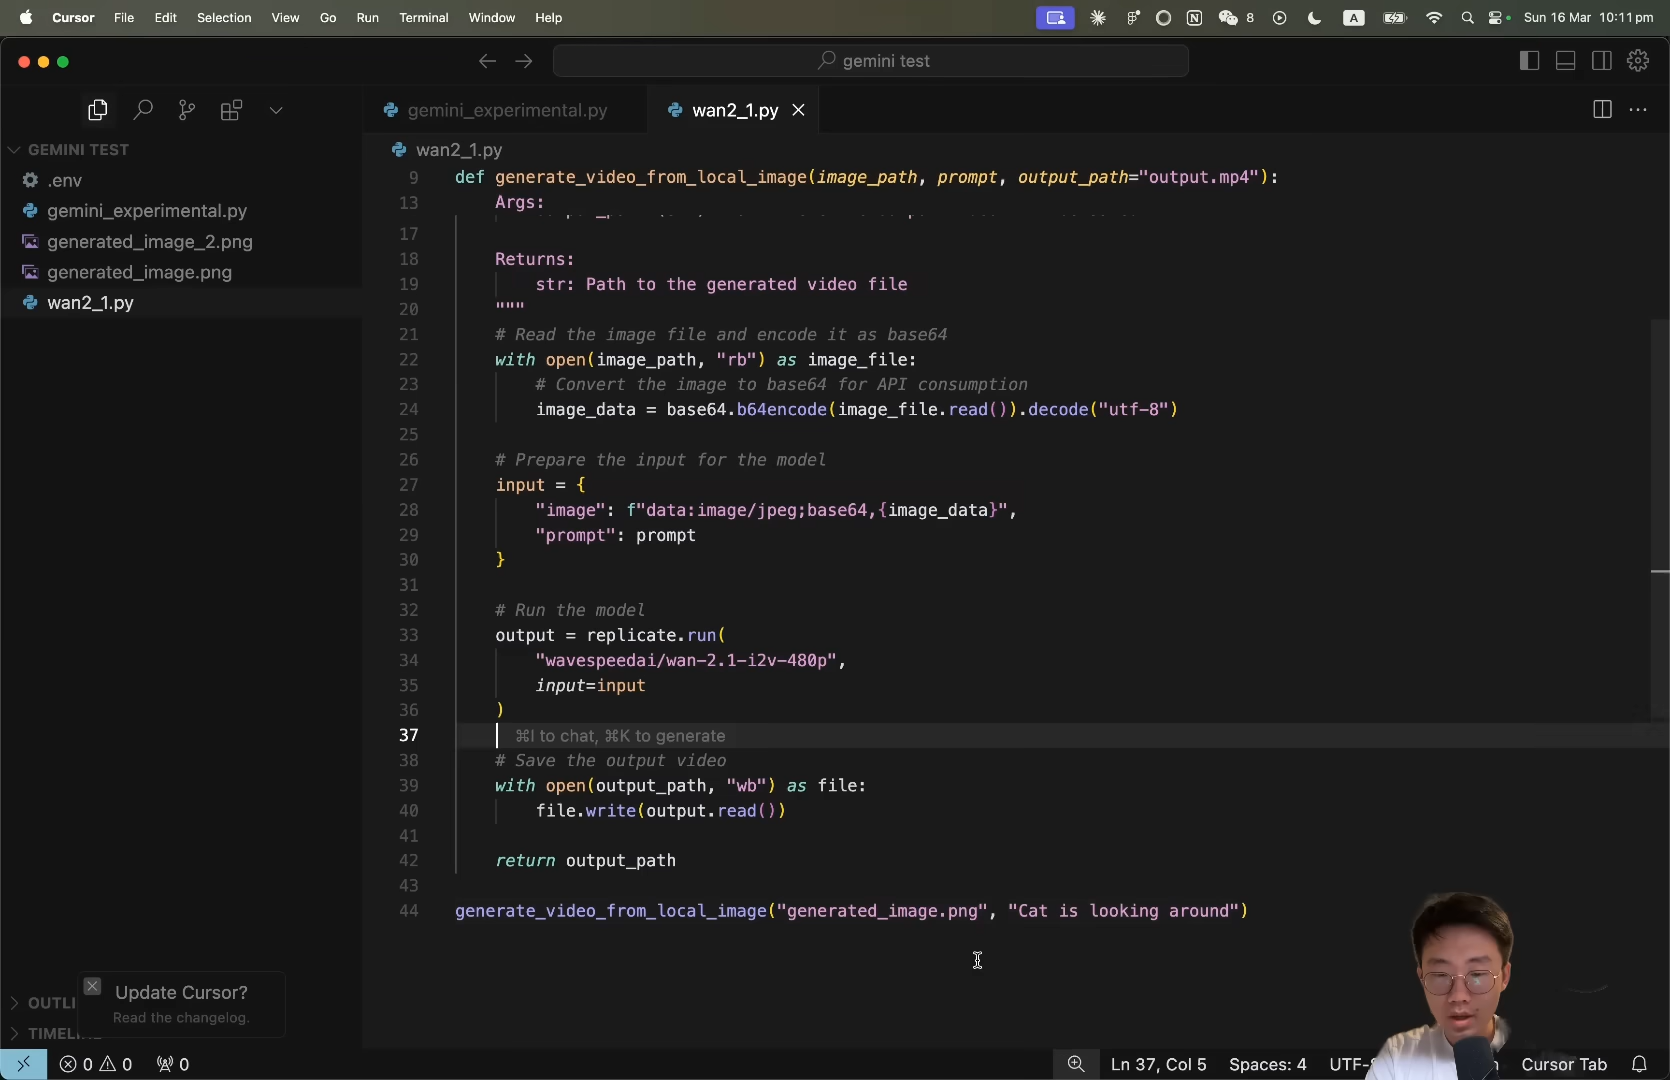 Cursor File Edit Selection View Go Run Terminal Window Help 8 A Sun 16 Mar 10:11 pm
gemini test
gemini_experimental.py wan2_1.py
GEMINI TEST
.env
gemini_experimental.py
generated_image_2.png
generated_image.png
wan2_1.py
wan2_1.py
9 def generate_video_from_local_image(image_path, prompt, output_path="output.mp4"):
13 Args:
17
18 Returns:
19 str: Path to the generated video file
20 """
21 # Read the image file and encode it as base64
22 with open(image_path, "rb") as image_file:
23 # Convert the image to base64 for API consumption
24 image_data = base64.b64encode(image_file.read()).decode("utf-8")
25
26 # Prepare the input for the model
27 input = {
28 "image": f"data:image/jpeg;base64,{image_data}",
29 "prompt": prompt
30 }
31
32 # Run the model
33 output = replicate.run(
34 "wavespeedai/wan-2.1-i2v-480p",
35 input=input
36 )
37 ⌘I to chat, ⌘K to generate
38 # Save the output video
39 with open(output_path, "wb") as file:
40 file.write(output.read())
41
42 return output_path
43
44 generate_video_from_local_image("generated_image.png", "Cat is looking around")
OUTLI
TIMELI
Update Cursor?
Read the changelog.
0 0 0
Ln 37, Col 5 Spaces: 4 UTF- Cursor Tab